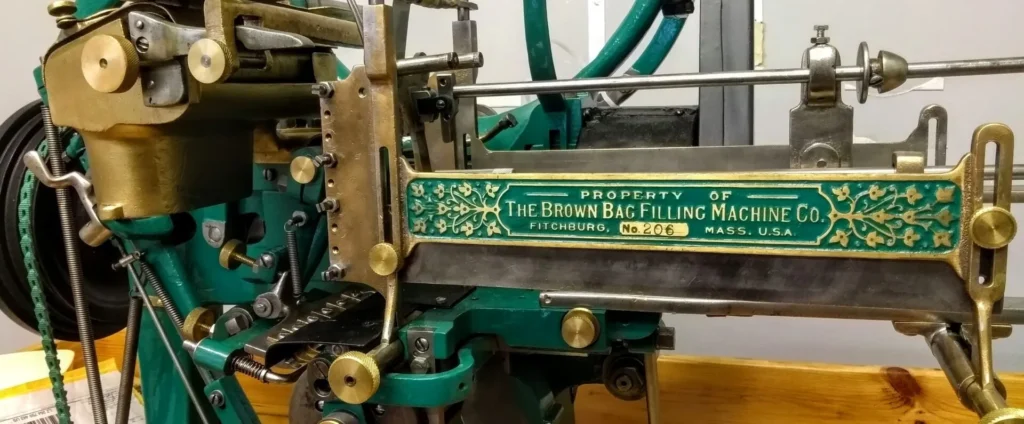 PROPERTY OF
THE BROWN BAG FILLING MACHINE CO.
FITCHBURG, No. 206 MASS. U.S.A.